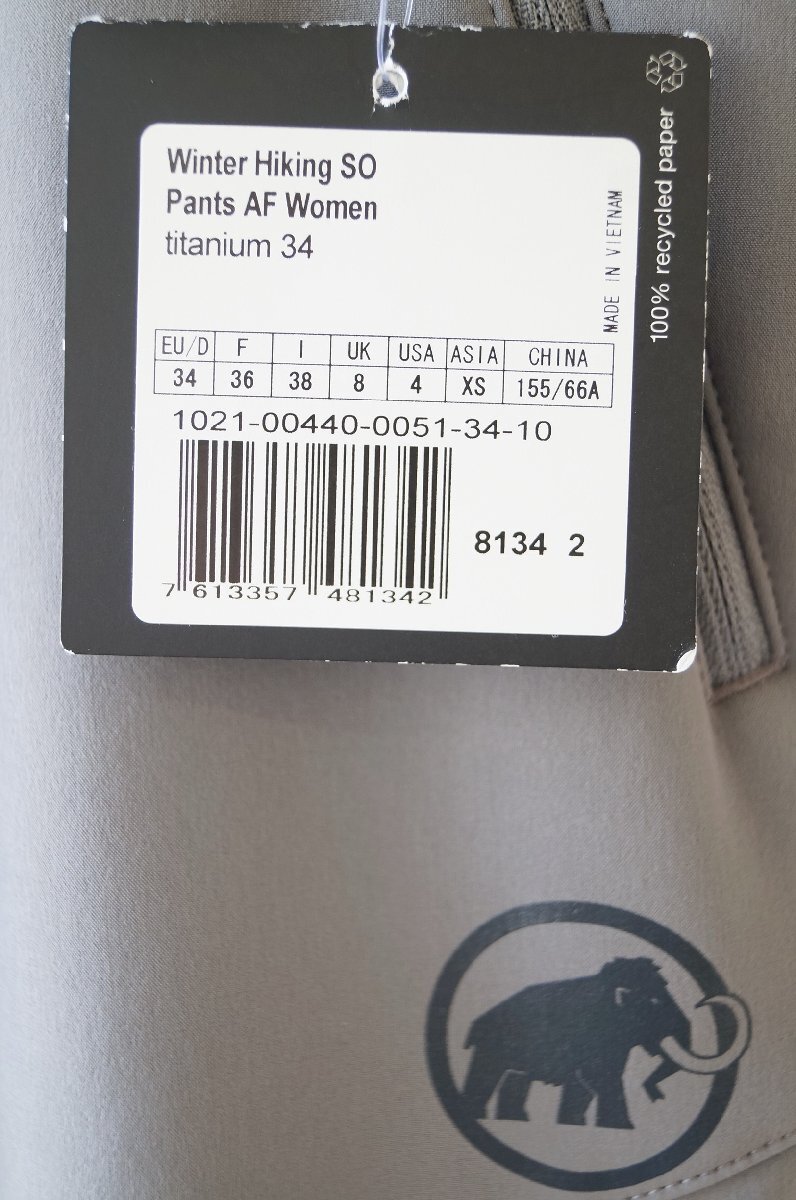 Winter Hiking SO
Pants AF Women
titanium 34
MADE IN VIETNAM
100% recycled paper
EU/D F I UK USA ASIA CHINA
34 36 38 8 4 XS 155/66A
1021-00440-0051-34-10
8134 2
7 613357 481342